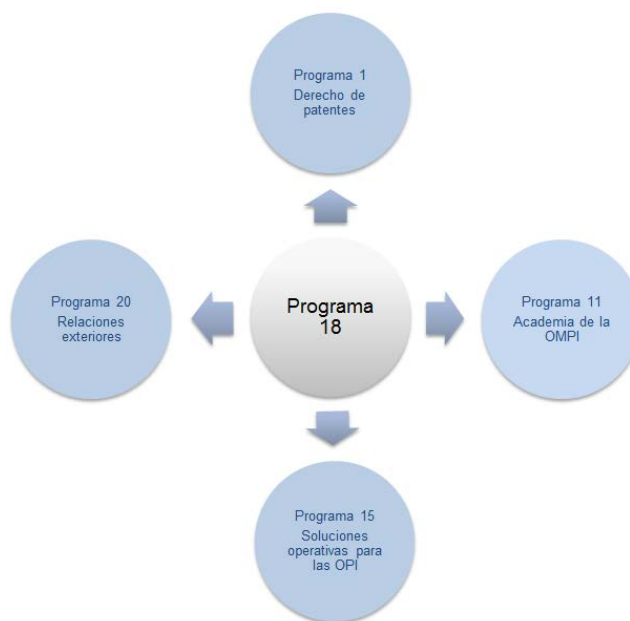 Programa 1
Derecho de
patentes
Programa 20
Relaciones
exteriores
Programa
18
Programa 11
Academia de la
OMPI
Programa 15
Soluciones
operativas para
las OPI